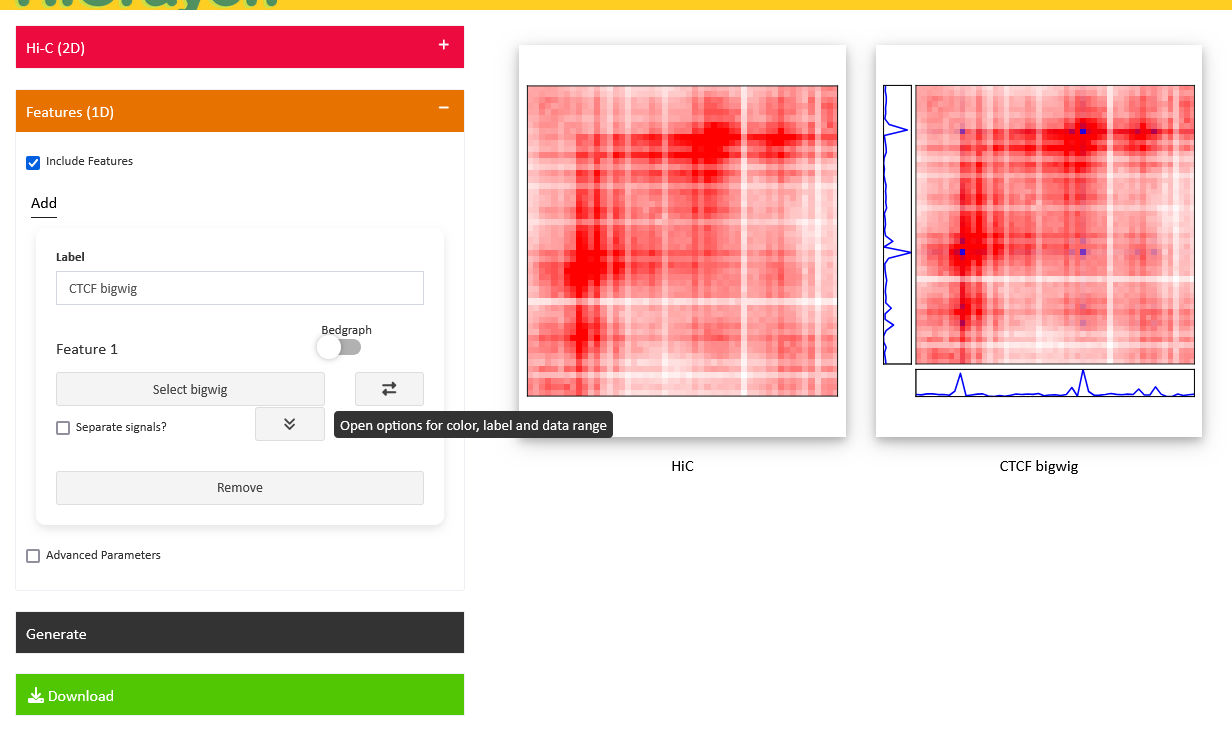 Hi-C (2D)
Features (1D)
Include Features
Add
Label
CTCF bigwig
Bedgraph
Feature 1
Select bigwig
Separate signals?
Open options for color, label and data range
Remove
Advanced Parameters
Generate
Download
HiC
CTCF bigwig